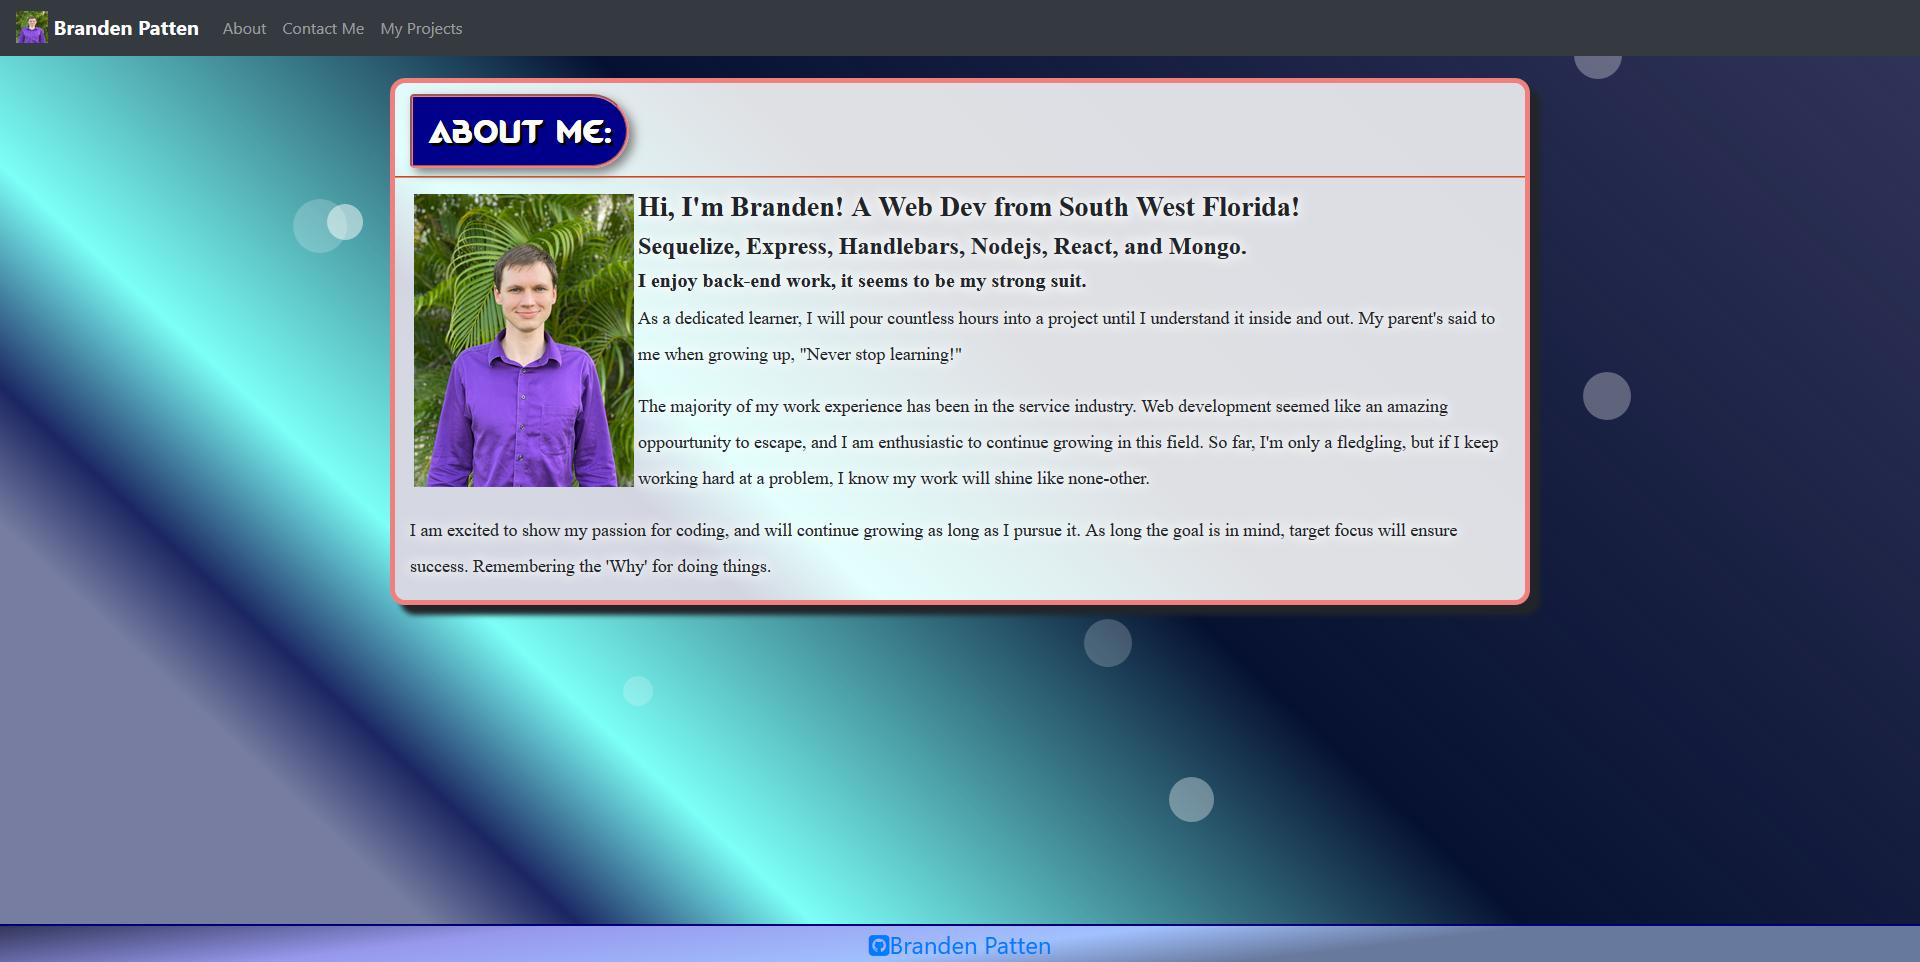 Branden Patten About Contact Me My Projects
ABOUT ME:
Hi, I'm Branden! A Web Dev from South West Florida!
Sequelize, Express, Handlebars, Nodejs, React, and Mongo.
I enjoy back-end work, it seems to be my strong suit.
As a dedicated learner, I will pour countless hours into a project until I understand it inside and out. My parent's said to
me when growing up, "Never stop learning!"
The majority of my work experience has been in the service industry. Web development seemed like an amazing
oppourtunity to escape, and I am enthusiastic to continue growing in this field. So far, I'm only a fledgling, but if I keep
working hard at a problem, I know my work will shine like none-other.
I am excited to show my passion for coding, and will continue growing as long as I pursue it. As long the goal is in mind, target focus will ensure
success. Remembering the 'Why' for doing things.
Branden Patten